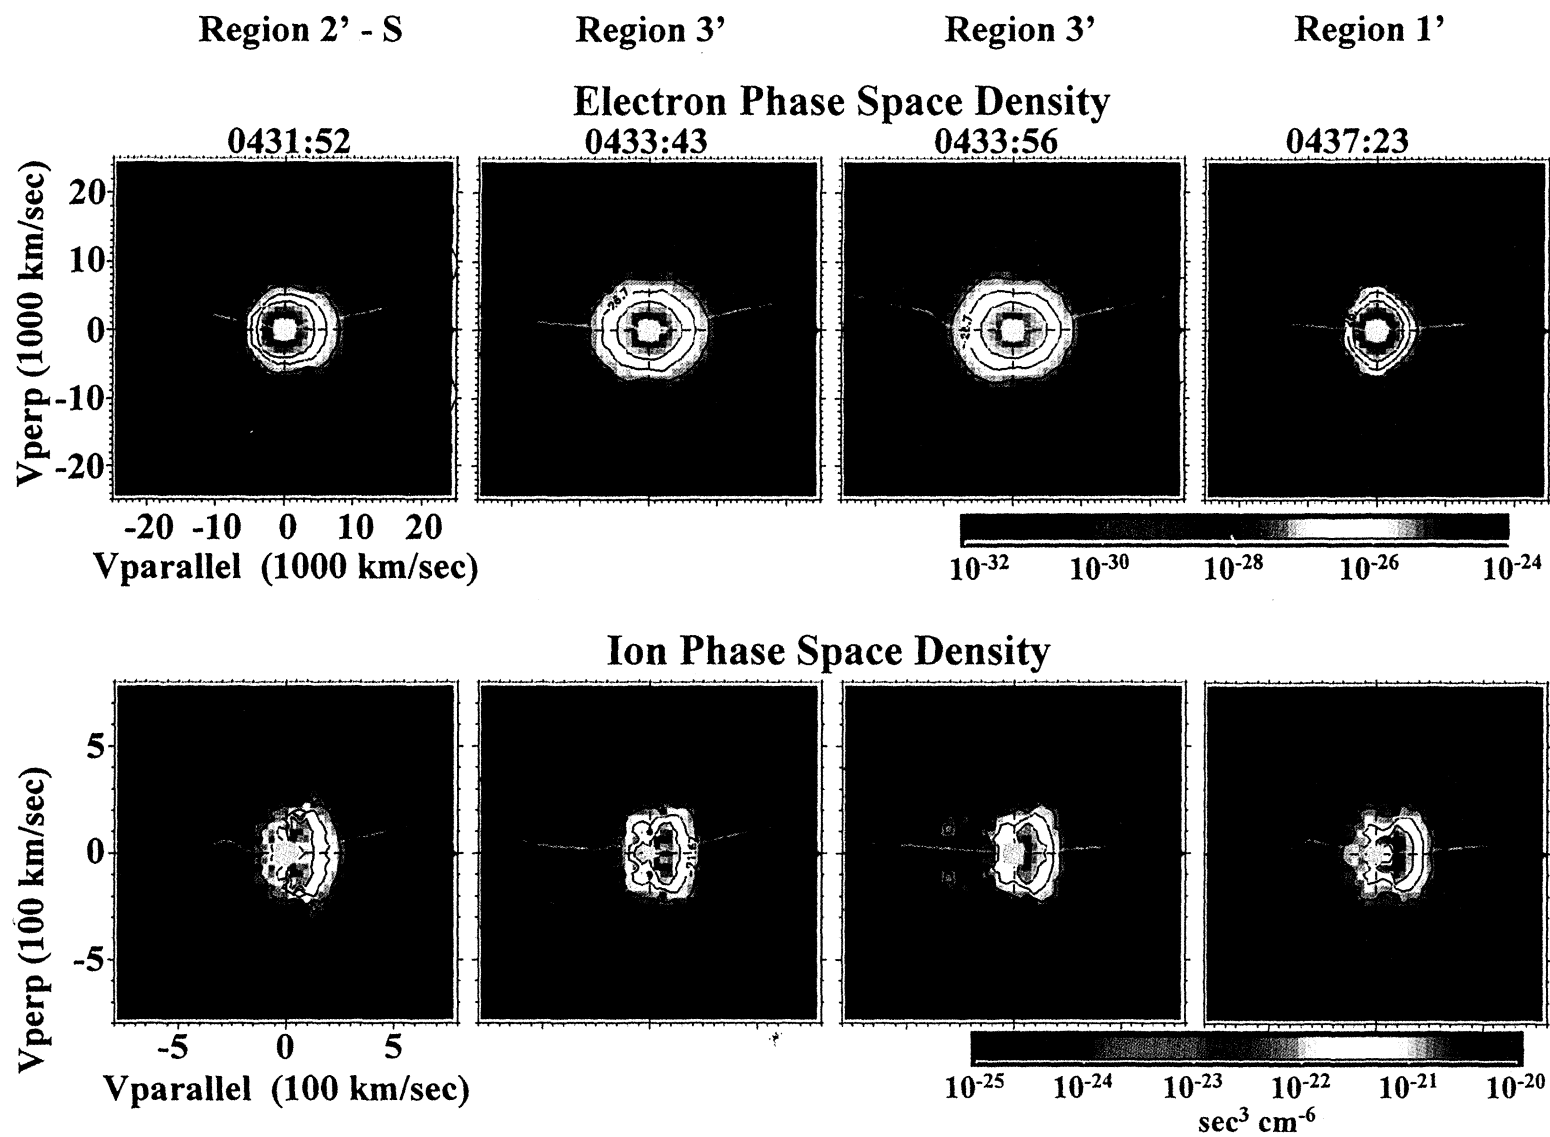 Region 2' - S Region 3' Region 3' Region 1'
Electron Phase Space Density
0431:52 0433:43 0433:56 0437:23
Vperp (1000 km/sec)
20
10
0
-10
-20
-26.7
-20 -10 0 10 20
Vparallel (1000 km/sec)
10-32 10-30 10-28 10-26 10-24
Ion Phase Space Density
Vperp (100 km/sec)
5
0
-5
-21.67
-5 0 5
Vparallel (100 km/sec)
10-25 10-24 10-23 10-22 10-21 10-20
sec3 cm-6